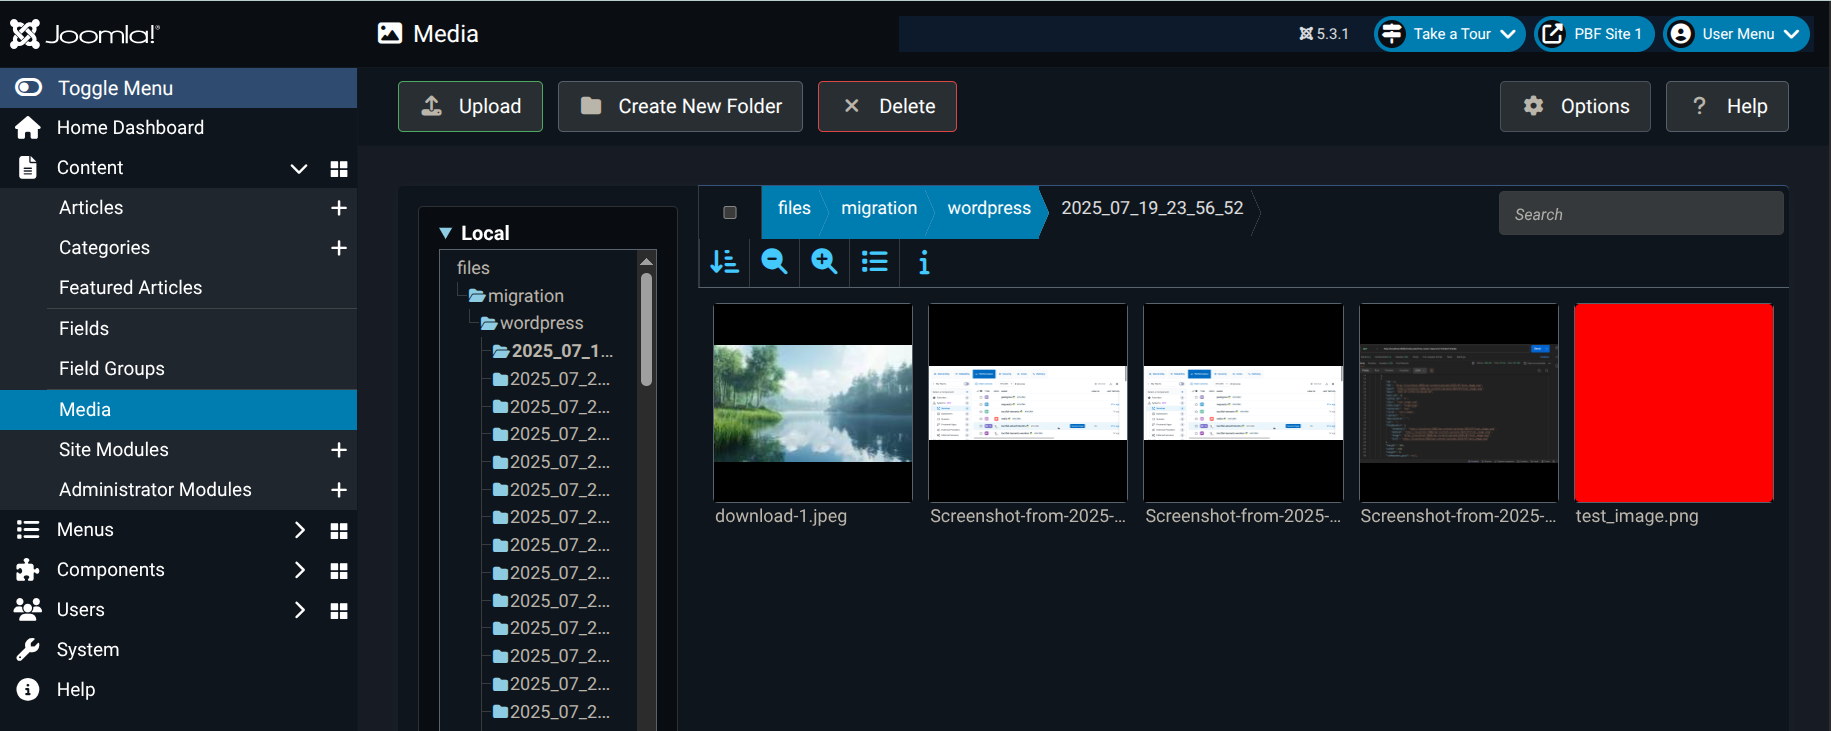 Joomla!
Media
5.3.1
Take a Tour
PBF Site 1
User Menu
Toggle Menu
Home Dashboard
Content
Articles
Categories
Featured Articles
Fields
Field Groups
Media
Site Modules
Administrator Modules
Menus
Components
Users
System
Help
Upload
Create New Folder
Delete
Options
? Help
Local
files
migration
wordpress
2025_07_1...
2025_07_2...
2025_07_2...
2025_07_2...
2025_07_2...
2025_07_2...
2025_07_2...
2025_07_2...
2025_07_2...
2025_07_2...
2025_07_2...
2025_07_2...
2025_07_2...
2025_07_2...
files
migration
wordpress
2025_07_19_23_56_52
Search
download-1.jpeg
Screenshot-from-2025-...
Screenshot-from-2025-...
Screenshot-from-2025-...
test_image.png